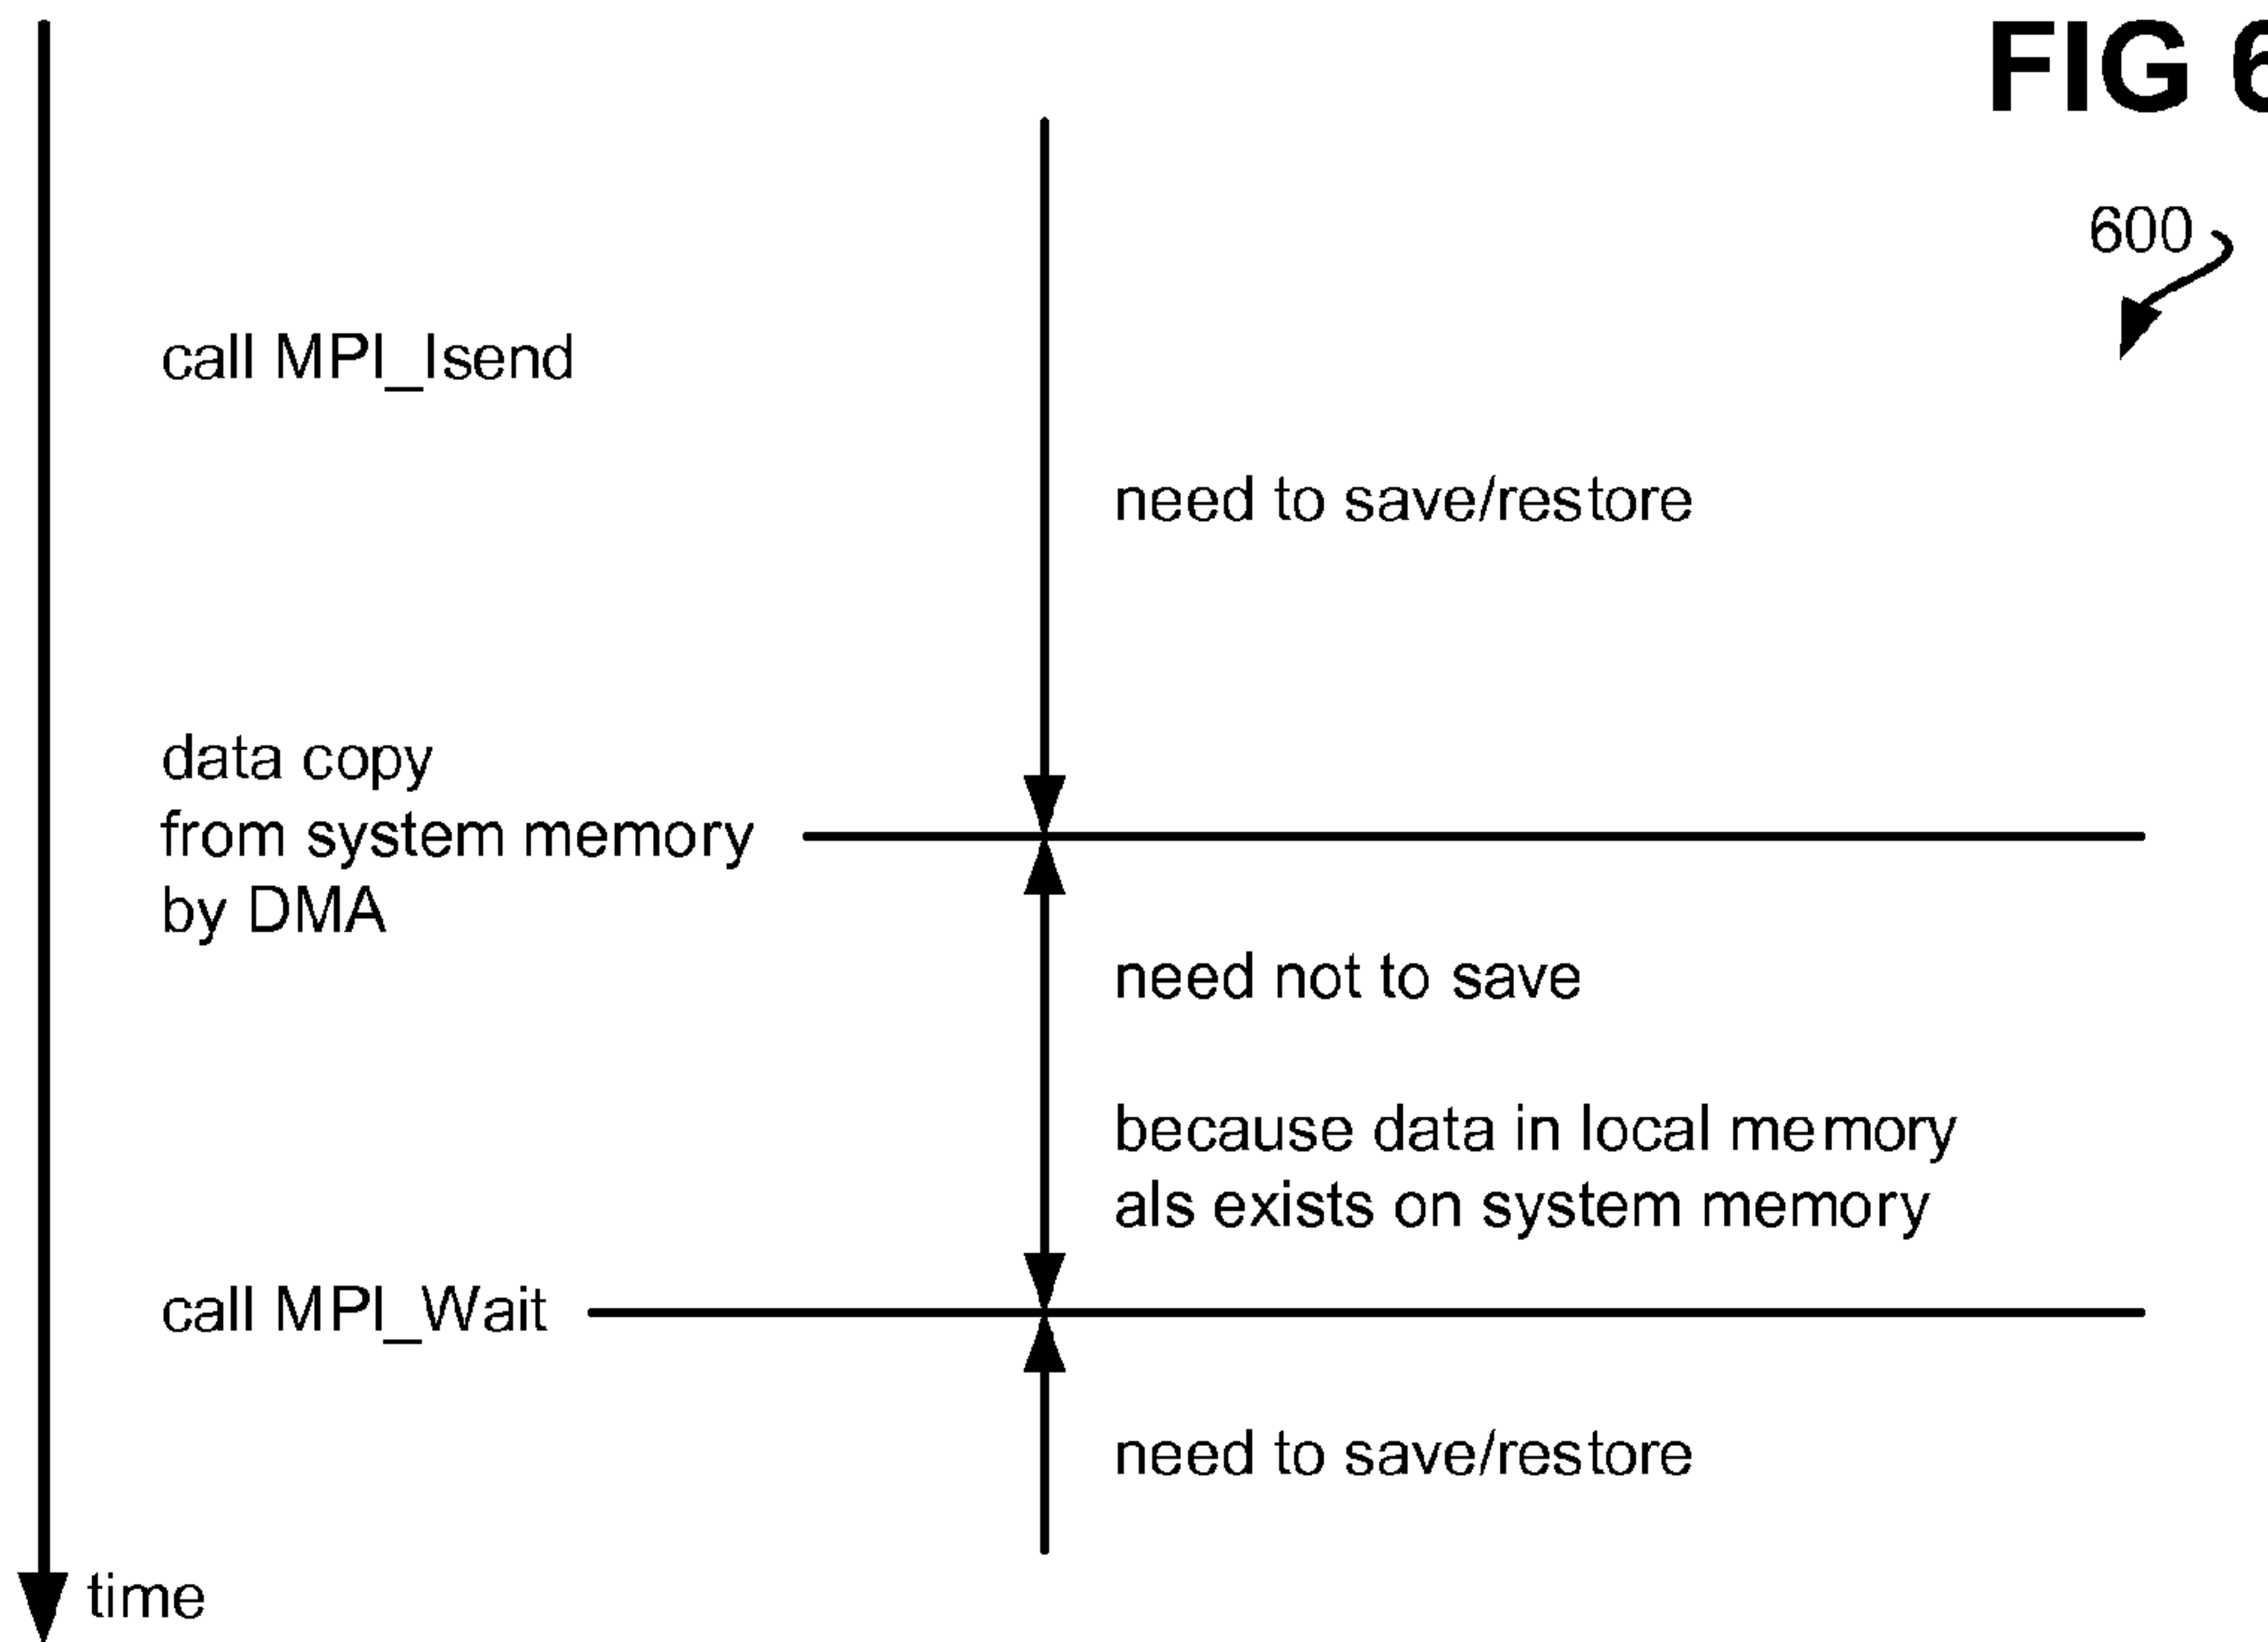 FIG 6
600
call MPI_Isend
need to save/restore
data copy
from system memory
by DMA
need not to save
because data in local memory
als exists on system memory
call MPI_Wait
need to save/restore
time